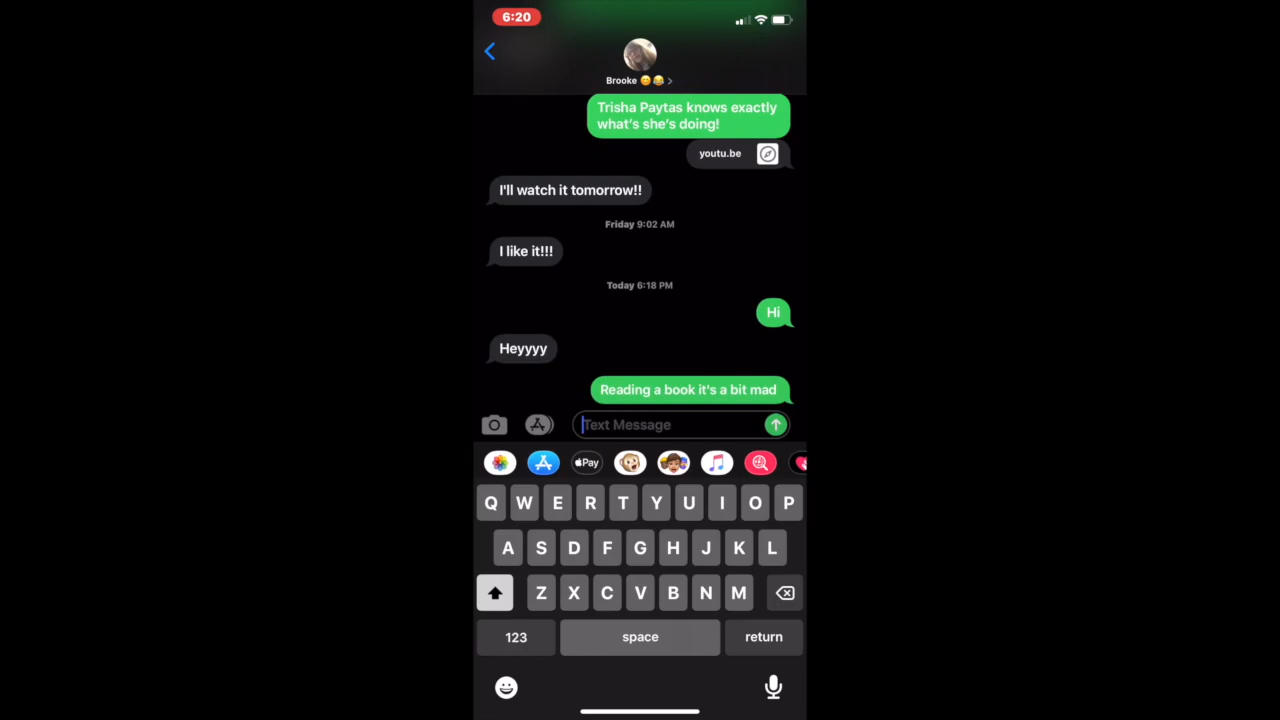 6:20
Brooke 😊😂 >
Trisha Paytas knows exactly
what's she's doing!
youtu.be
I'll watch it tomorrow!!
Friday 9:02 AM
I like it!!!
Today 6:18 PM
Hi
Heyyyy
Reading a book it's a bit mad
Text Message
Pay
Q W E R T Y U I O P
A S D F G H J K L
Z X C V B N M
123 space return